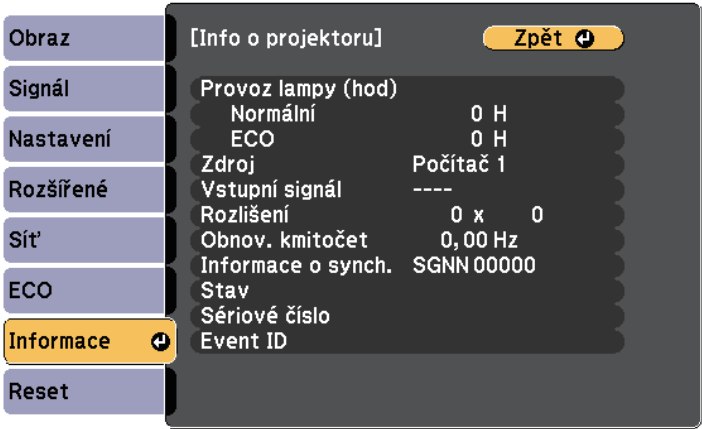 Obraz
Signál
Nastavení
Rozšířené
Síť
ECO
Informace
Reset
[Info o projektoru]
Zpět
Provoz lampy (hod)
Normální 0 H
ECO 0 H
Zdroj Počítač 1
Vstupní signál ----
Rozlišení 0 x 0
Obnov. kmitočet 0,00 Hz
Informace o synch. SGNN 00000
Stav
Sériové číslo
Event ID